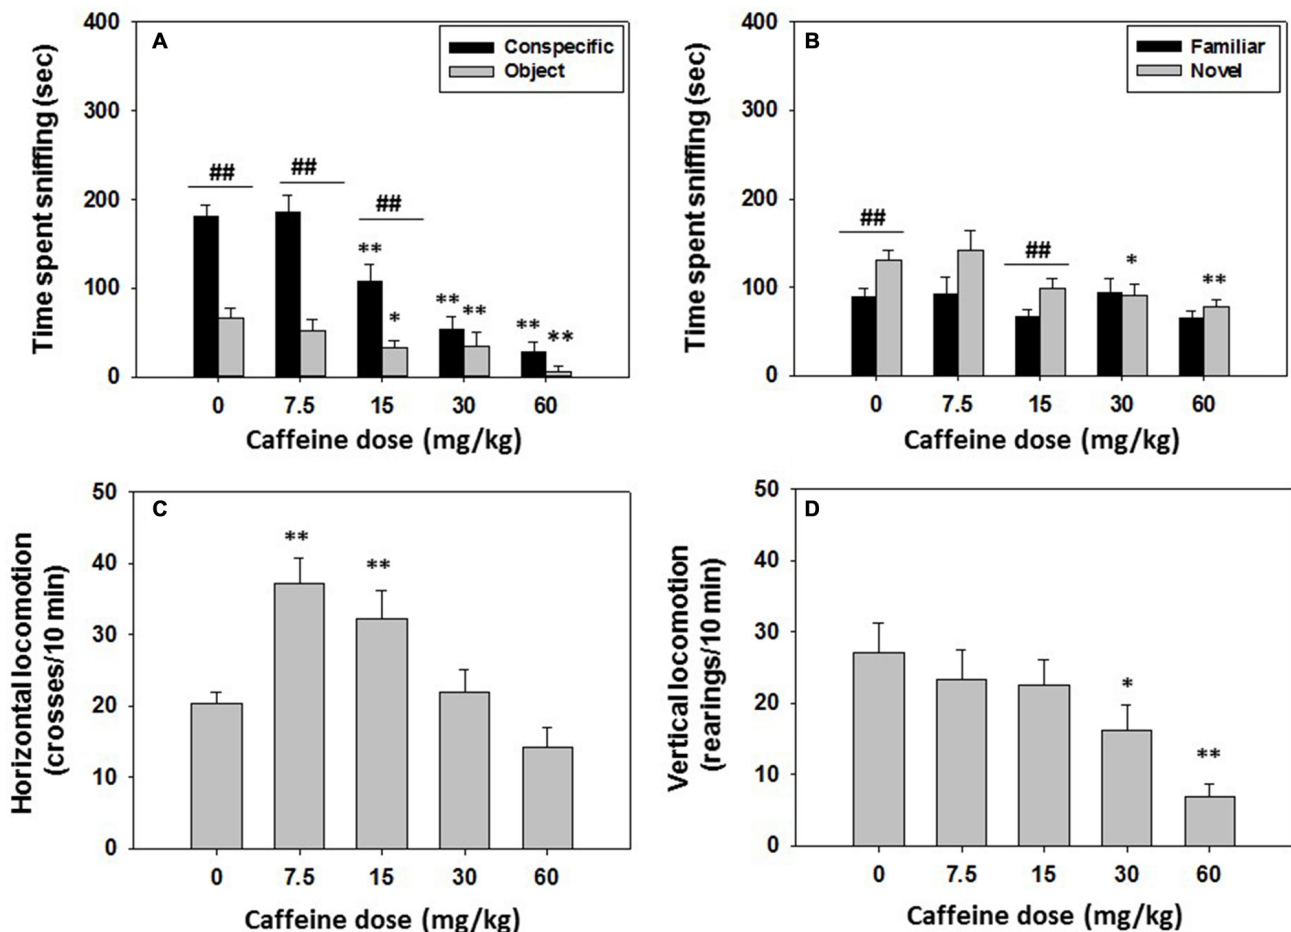 A
Conspecific
Object
Time spent sniffing (sec)
400
300
200
100
0
##
##
##
**
*
**
**
**
**
0 7.5 15 30 60
Caffeine dose (mg/kg)
B
Familiar
Novel
Time spent sniffing (sec)
400
300
200
100
0
##
##
*
**
0 7.5 15 30 60
Caffeine dose (mg/kg)
C
Horizontal locomotion
(crosses/10 min)
50
40
30
20
10
0
**
**
0 7.5 15 30 60
Caffeine dose (mg/kg)
D
Vertical locomotion
(rearings/10 min)
50
40
30
20
10
0
*
**
0 7.5 15 30 60
Caffeine dose (mg/kg)